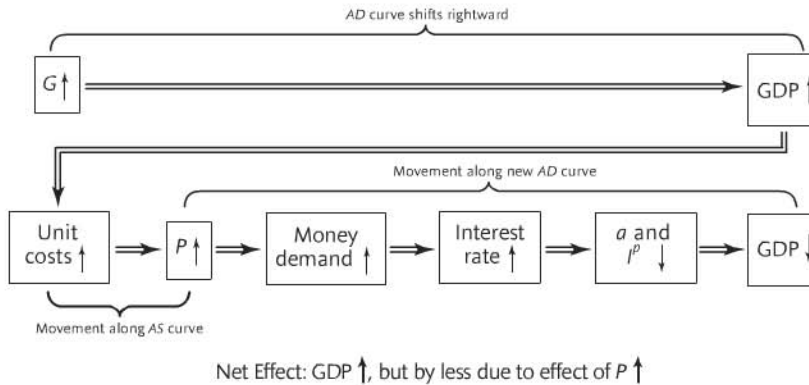 AD curve shifts rightward
G↑
GDP ↑
Movement along new AD curve
Unit
costs ↑
P ↑
Money
demand ↑
Interest
rate ↑
a and
Iᵖ ↓
GDP ↓
Movement along AS curve
Net Effect: GDP ↑, but by less due to effect of P ↑